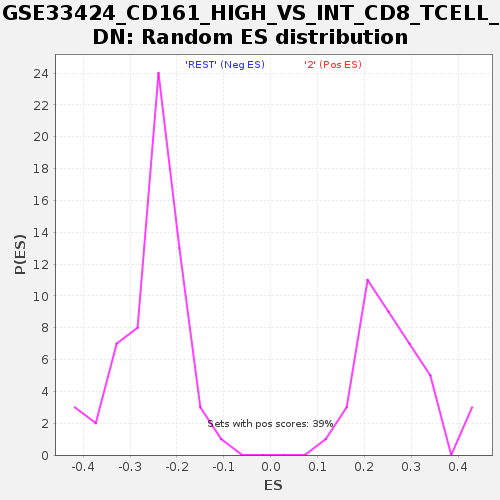 GSE33424_CD161_HIGH_VS_INT_CD8_TCELL_
DN: Random ES distribution
'REST' (Neg ES) '2' (Pos ES)
24
22
20
18
16
14
12
10
8
6
4
2
0
P(ES)
Sets with pos scores: 39%
-0.4 -0.3 -0.2 -0.1 0.0 0.1 0.2 0.3 0.4
ES